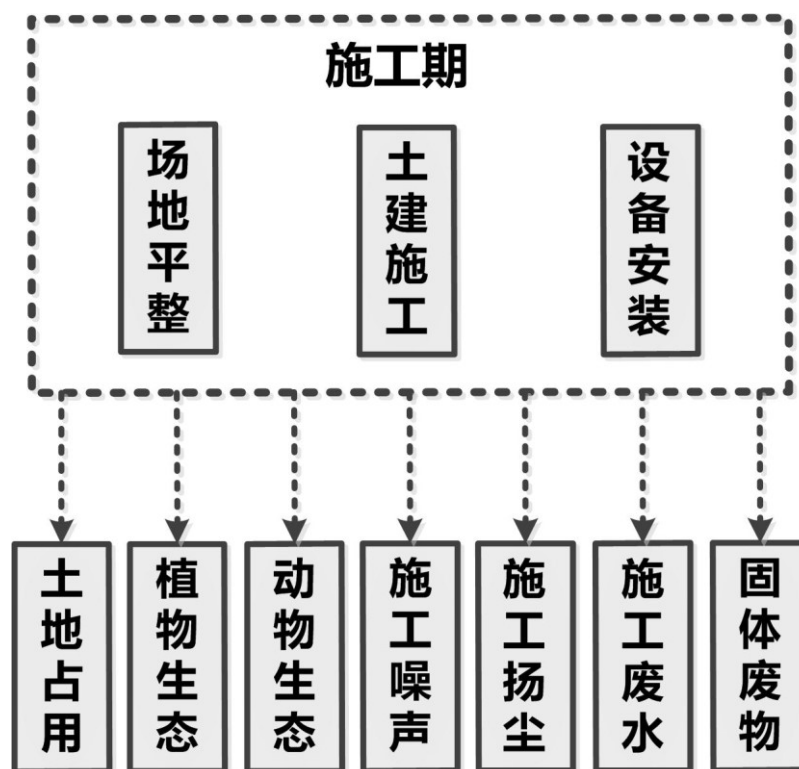 施工期
场地平整
土建施工
设备安装
土地占用
植物生态
动物生态
施工噪声
施工扬尘
施工废水
固体废物